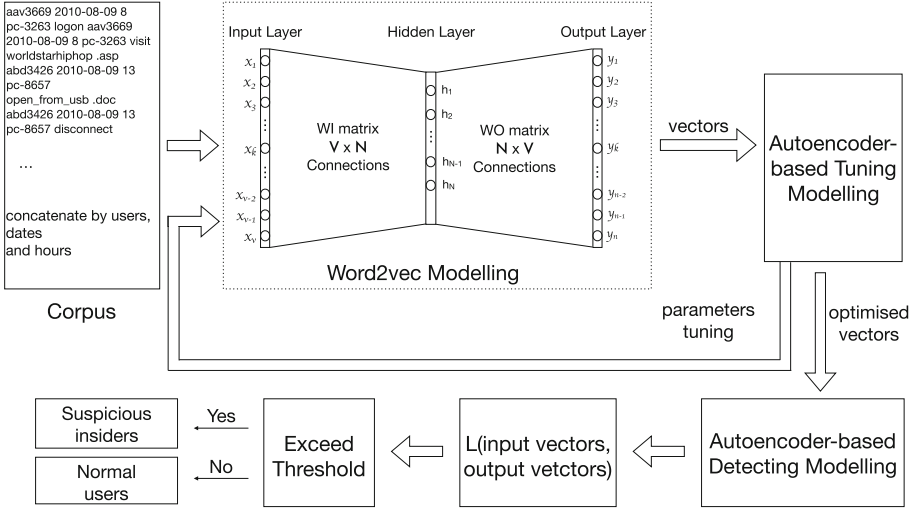 aav3669 2010-08-09 8
pc-3263 logon aav3669
2010-08-09 8 pc-3263 visit
worldstarhiphop .asp
abd3426 2010-08-09 13
pc-8657
open_from_usb .doc
abd3426 2010-08-09 13
pc-8657 disconnect
...
concatenate by users,
dates
and hours
Corpus
Input Layer
Hidden Layer
Output Layer
x1
x2
x3
xk
xv-2
xv-1
xv
WI matrix
V x N
Connections
h1
h2
hN-1
hN
WO matrix
N x V
Connections
y1
y2
y3
yk
yn-2
yn-1
yn
Word2vec Modelling
vectors
Autoencoder-
based Tuning
Modelling
parameters
tuning
optimised
vectors
Autoencoder-based
Detecting Modelling
L(input vectors,
output vetctors)
Exceed
Threshold
Yes
No
Suspicious
insiders
Normal
users